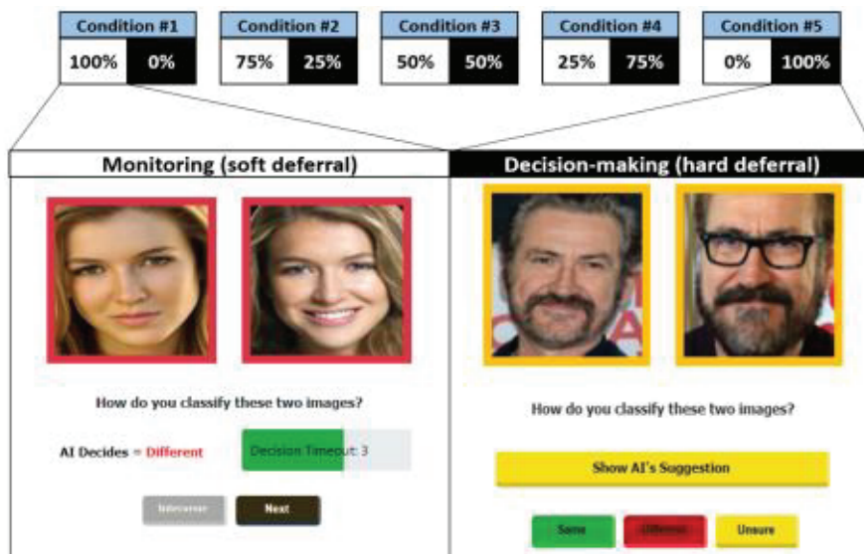 Condition #1 Condition #2 Condition #3 Condition #4 Condition #5
100% 0% 75% 25% 50% 50% 25% 75% 0% 100%
Monitoring (soft deferral)
How do you classify these two images?
AI Decides = Different
Decision Timeout: 3
Intervene Next
Decision-making (hard deferral)
How do you classify these two images?
Show AI's Suggestion
Same Different Unsure